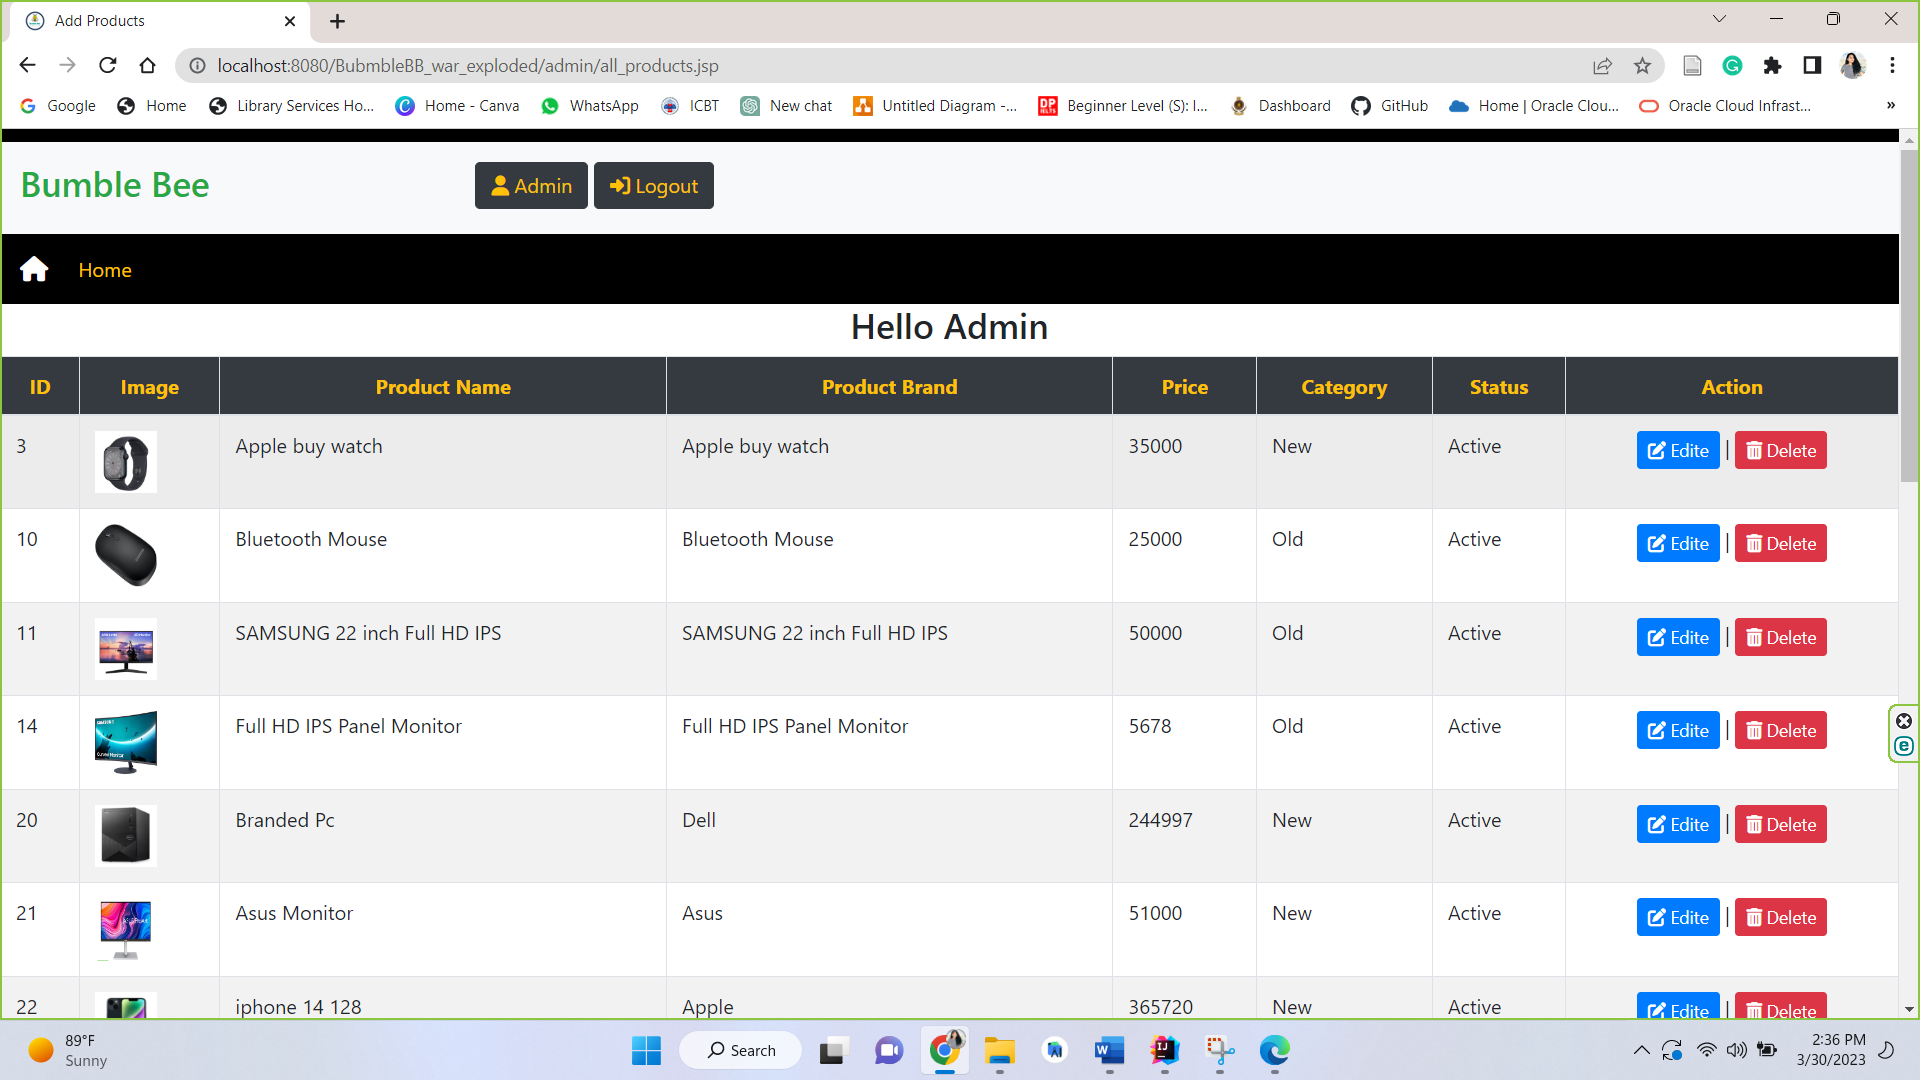 Add Products
localhost:8080/BubmbleBB_war_exploded/admin/all_products.jsp
Google Home Library Services Ho... Home - Canva WhatsApp ICBT New chat Untitled Diagram -... Beginner Level (S): I... Dashboard GitHub Home | Oracle Clou... Oracle Cloud Infrast... »
Bumble Bee Admin Logout
Home
Hello Admin
ID Image Product Name Product Brand Price Category Status Action
3 Apple buy watch Apple buy watch 35000 New Active Edite | Delete
10 Bluetooth Mouse Bluetooth Mouse 25000 Old Active Edite | Delete
11 SAMSUNG 22 inch Full HD IPS SAMSUNG 22 inch Full HD IPS 50000 Old Active Edite | Delete
14 Full HD IPS Panel Monitor Full HD IPS Panel Monitor 5678 Old Active Edite | Delete
20 Branded Pc Dell 244997 New Active Edite | Delete
21 Asus Monitor Asus 51000 New Active Edite | Delete
22 iphone 14 128 Apple 365720 New Active Edite | Delete
89°F
Sunny
Search
2:36 PM
3/30/2023